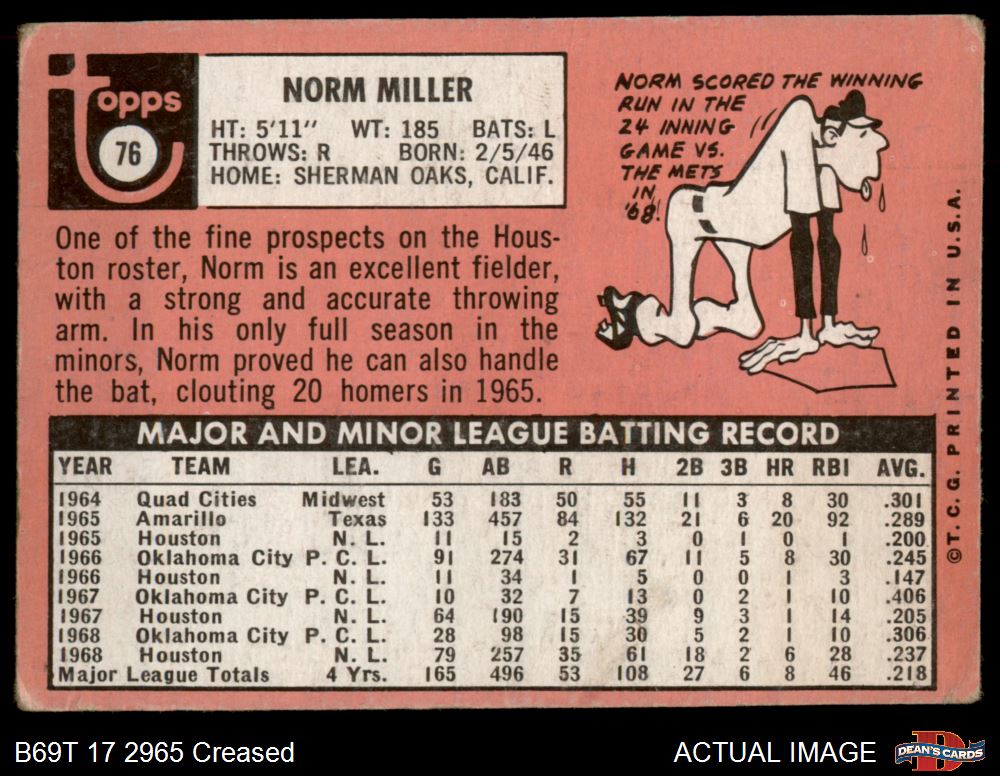 Topps
76
NORM MILLER
HT: 5'11" WT: 185 BATS: L
THROWS: R BORN: 2/5/46
HOME: SHERMAN OAKS, CALIF.
NORM SCORED THE WINNING
RUN IN THE
24 INNING
GAME VS.
THE METS
IN
'68!
One of the fine prospects on the Hous-
ton roster, Norm is an excellent fielder,
with a strong and accurate throwing
arm. In his only full season in the
minors, Norm proved he can also handle
the bat, clouting 20 homers in 1965.
MAJOR AND MINOR LEAGUE BATTING RECORD
YEAR TEAM LEA. G AB R H 2B 3B HR RBI AVG.
1964 Quad Cities Midwest 53 183 50 55 11 3 8 30 .301
1965 Amarillo Texas 133 457 84 132 21 6 20 92 .289
1965 Houston N. L. 11 15 2 3 0 1 0 1 .200
1966 Oklahoma City P. C. L. 91 274 31 67 11 5 8 30 .245
1966 Houston N. L. 11 34 1 5 0 0 1 3 .147
1967 Oklahoma City P. C. L. 10 32 7 13 0 2 1 10 .406
1967 Houston N. L. 64 190 15 39 9 3 1 14 .205
1968 Oklahoma City P. C. L. 28 98 15 30 5 2 1 10 .306
1968 Houston N. L. 79 257 35 61 18 2 6 28 .237
Major League Totals 4 Yrs. 165 496 53 108 27 6 8 46 .218
©T. C. G. PRINTED IN U.S.A.
B69T 17 2965 Creased
ACTUAL IMAGE
DEAN'S CARDS